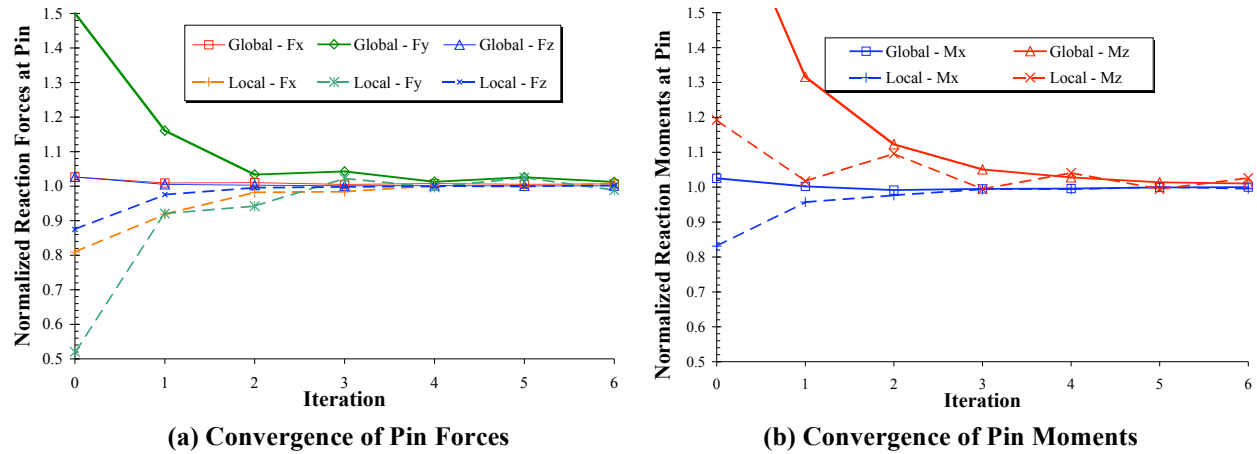 Normalized Reaction Forces at Pin
1.5
1.4
1.3
1.2
1.1
1.0
0.9
0.8
0.7
0.6
0.5
Global - Fx Global - Fy Global - Fz
Local - Fx Local - Fy Local - Fz
0 1 2 3 4 5 6
Iteration
(a) Convergence of Pin Forces
Normalized Reaction Moments at Pin
1.5
1.4
1.3
1.2
1.1
1.0
0.9
0.8
0.7
0.6
0.5
Global - Mx Global - Mz
Local - Mx Local - Mz
0 1 2 3 4 5 6
Iteration
(b) Convergence of Pin Moments